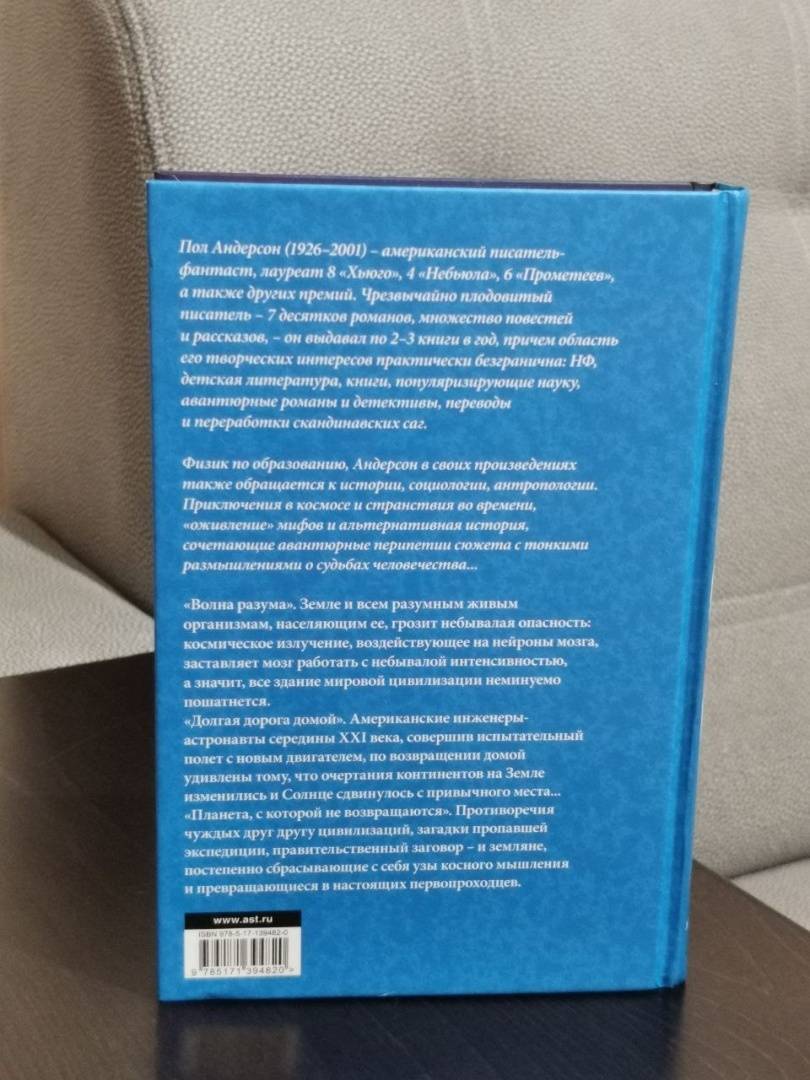 Пол Андерсон (1926–2001) – американский писатель-
фантаст, лауреат 8 «Хьюго», 4 «Небьюла», 6 «Прометеев»,
а также других премий. Чрезвычайно плодовитый
писатель – 7 десятков романов, множество повестей
и рассказов, – он выдавал по 2–3 книги в год, причем область
его творческих интересов практически безгранична: НФ,
детская литература, книги, популяризирующие науку,
авантюрные романы и детективы, переводы
и переработки скандинавских саг.
Физик по образованию, Андерсон в своих произведениях
также обращается к истории, социологии, антропологии.
Приключения в космосе и странствия во времени,
«оживление» мифов и альтернативная история,
сочетающие авантюрные перипетии сюжета с тонкими
размышлениями о судьбах человечества...
«Волна разума». Земле и всем разумным живым
организмам, населяющим ее, грозит небывалая опасность:
космическое излучение, воздействующее на нейроны мозга,
заставляет мозг работать с небывалой интенсивностью,
а значит, все здание мировой цивилизации неминуемо
пошатнется.
«Долгая дорога домой». Американские инженеры-
астронавты середины XXI века, совершив испытательный
полет с новым двигателем, по возвращении домой
удивлены тому, что очертания континентов на Земле
изменились и Солнце сдвинулось с привычного места...
«Планета, с которой не возвращаются». Противоречия
чуждых друг другу цивилизаций, загадки пропавшей
экспедиции, правительственный заговор – и земляне,
постепенно сбрасывающие с себя узы косного мышления
и превращающиеся в настоящих первопроходцев.
www.ast.ru
ISBN 978-5-17-139482-0
9 785171 394820 >